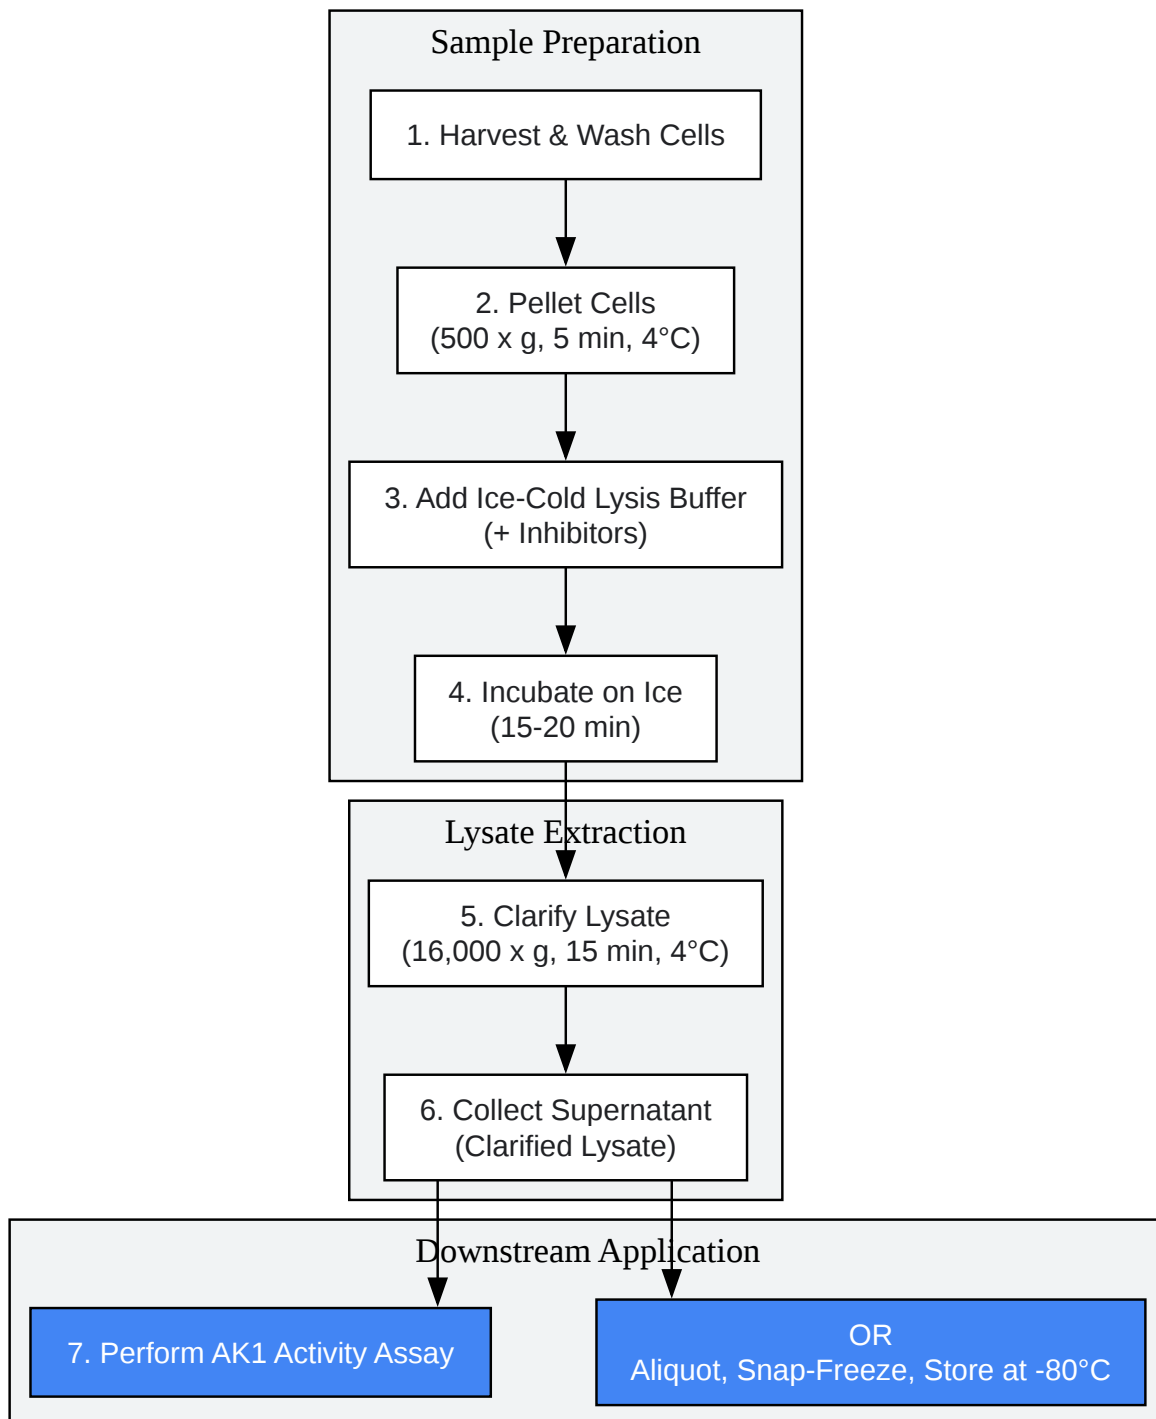 Sample Preparation
1. Harvest & Wash Cells
2. Pellet Cells
(500 x g, 5 min, 4°C)
3. Add Ice-Cold Lysis Buffer
(+ Inhibitors)
4. Incubate on Ice
(15-20 min)
Lysate Extraction
5. Clarify Lysate
(16,000 x g, 15 min, 4°C)
6. Collect Supernatant
(Clarified Lysate)
Downstream Application
7. Perform AK1 Activity Assay
OR
Aliquot, Snap-Freeze, Store at -80°C